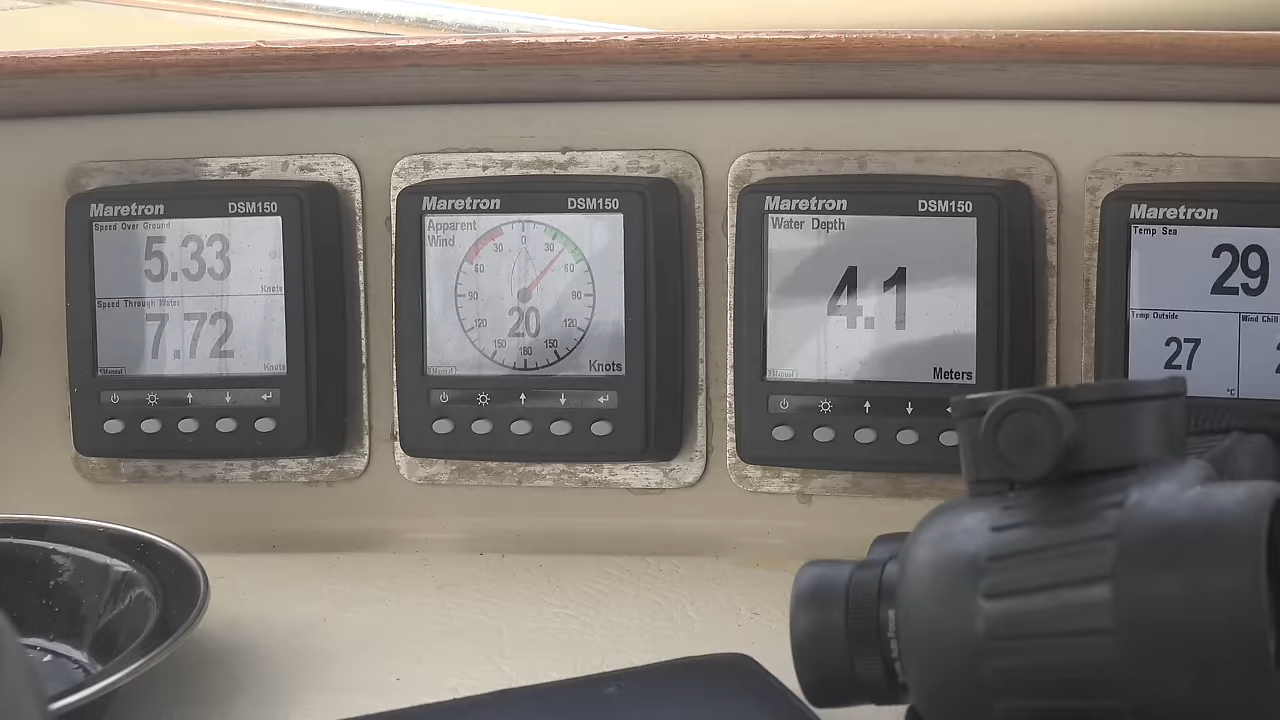 Maretron DSM150
Speed Over Ground
5.33
Knots
Speed Through Water
7.72
Knots
Maretron DSM150
Apparent
Wind
0
30 30
60 60
90 90
120 120
150 150
180
20
Knots
Maretron DSM150
Water Depth
4.1
Meters
Maretron
Temp Sea
29
Temp Outside
27
°C
Wind Chill